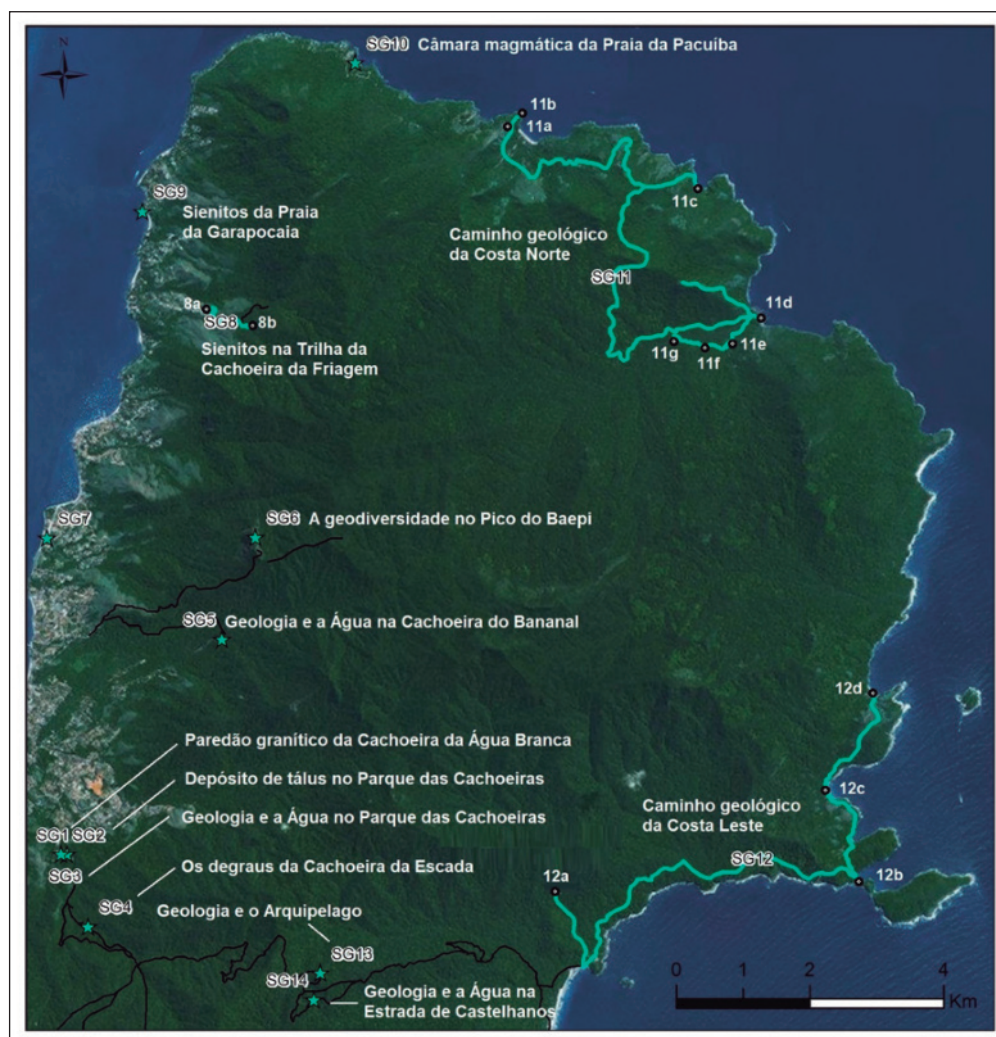 N
SG10 Câmara magmática da Praia da Pacuíba
11b
11a
SG9
11c
Sienitos da Praia
da Garapocaia
Caminho geológico
da Costa Norte
SG11
8a
SG8
8b
11d
Sienitos na Trilha da
Cachoeira da Friagem
11g
11f
11e
SG7
SG6 A geodiversidade no Pico do Baepi
SG5 Geologia e a Água na Cachoeira do Bananal
12d
Paredão granítico da Cachoeira da Água Branca
Depósito de tálus no Parque das Cachoeiras
12c
Geologia e a Água no Parque das Cachoeiras
Caminho geológico
da Costa Leste
SG1 SG2
SG12
Os degraus da Cachoeira da Escada
SG3
12a
12b
SG4
Geologia e o Arquipelago
SG13
SG14
Geologia e a Água na
Estrada de Castelhanos
0 1 2 4
Km